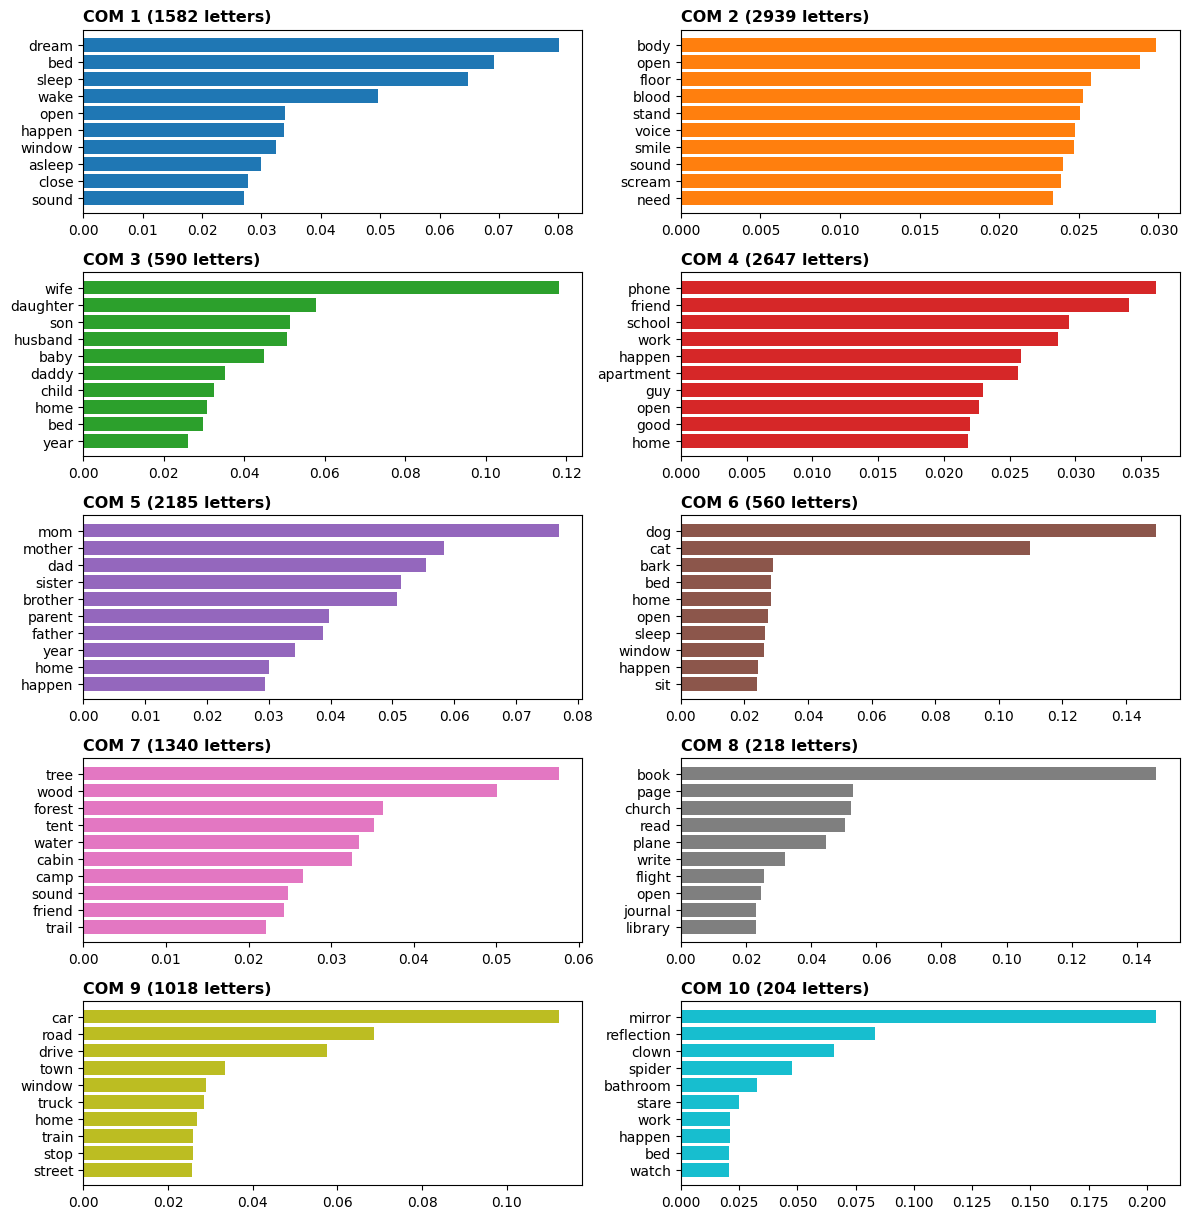 COM 1 (1582 letters)
dream
bed
sleep
wake
open
happen
window
asleep
close
sound
0.00 0.01 0.02 0.03 0.04 0.05 0.06 0.07 0.08
COM 2 (2939 letters)
body
open
floor
blood
stand
voice
smile
sound
scream
need
0.000 0.005 0.010 0.015 0.020 0.025 0.030
COM 3 (590 letters)
wife
daughter
son
husband
baby
daddy
child
home
bed
year
0.00 0.02 0.04 0.06 0.08 0.10 0.12
COM 4 (2647 letters)
phone
friend
school
work
happen
apartment
guy
open
good
home
0.000 0.005 0.010 0.015 0.020 0.025 0.030 0.035
COM 5 (2185 letters)
mom
mother
dad
sister
brother
parent
father
year
home
happen
0.00 0.01 0.02 0.03 0.04 0.05 0.06 0.07 0.08
COM 6 (560 letters)
dog
cat
bark
bed
home
open
sleep
window
happen
sit
0.00 0.02 0.04 0.06 0.08 0.10 0.12 0.14
COM 7 (1340 letters)
tree
wood
forest
tent
water
cabin
camp
sound
friend
trail
0.00 0.01 0.02 0.03 0.04 0.05 0.06
COM 8 (218 letters)
book
page
church
read
plane
write
flight
open
journal
library
0.00 0.02 0.04 0.06 0.08 0.10 0.12 0.14
COM 9 (1018 letters)
car
road
drive
town
window
truck
home
train
stop
street
0.00 0.02 0.04 0.06 0.08 0.10
COM 10 (204 letters)
mirror
reflection
clown
spider
bathroom
stare
work
happen
bed
watch
0.000 0.025 0.050 0.075 0.100 0.125 0.150 0.175 0.200